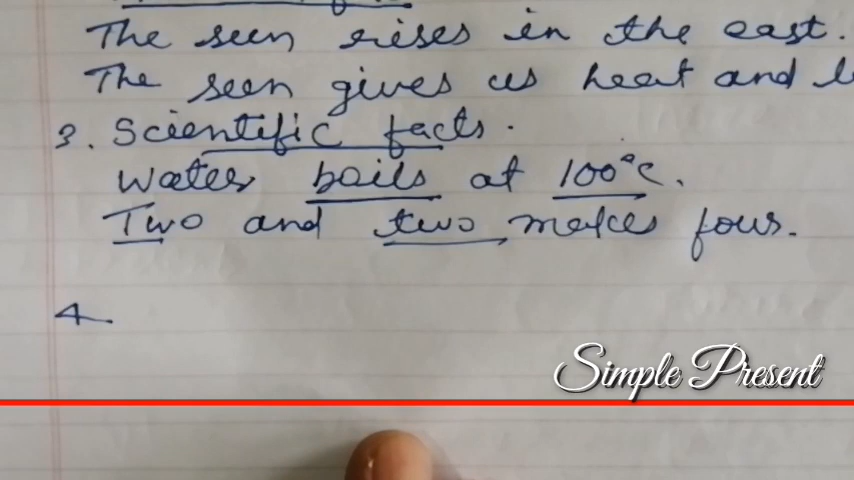 The sun rises in the east.
The sun gives us heat and
3. Scientific facts.
Water boils at 100°c.
Two and two makes four.
4.
Simple Present